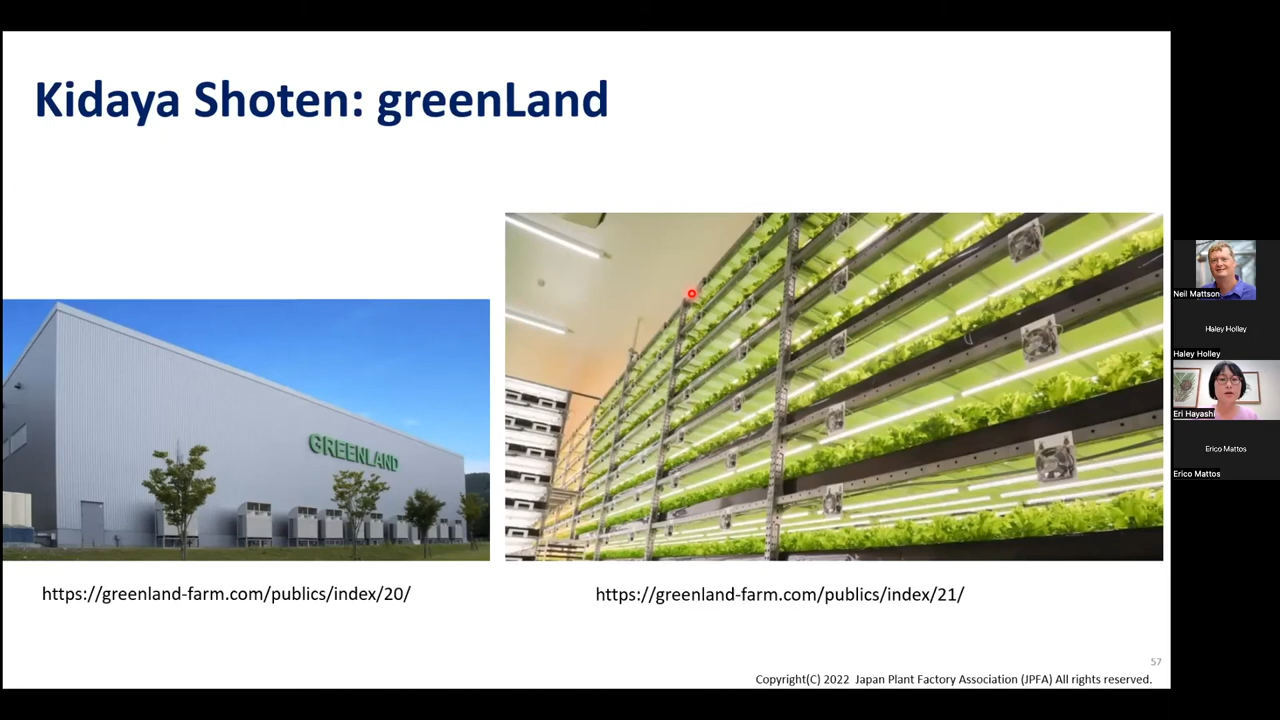 Kidaya Shoten: greenLand
GREENLAND
https://greenland-farm.com/publics/index/20/
https://greenland-farm.com/publics/index/21/
57
Copyright(C) 2022 Japan Plant Factory Association (JPFA) All rights reserved.
Neil Mattson
Haley Holley
Haley Holley
Eri Hayashi
Erico Mattos
Erico Mattos